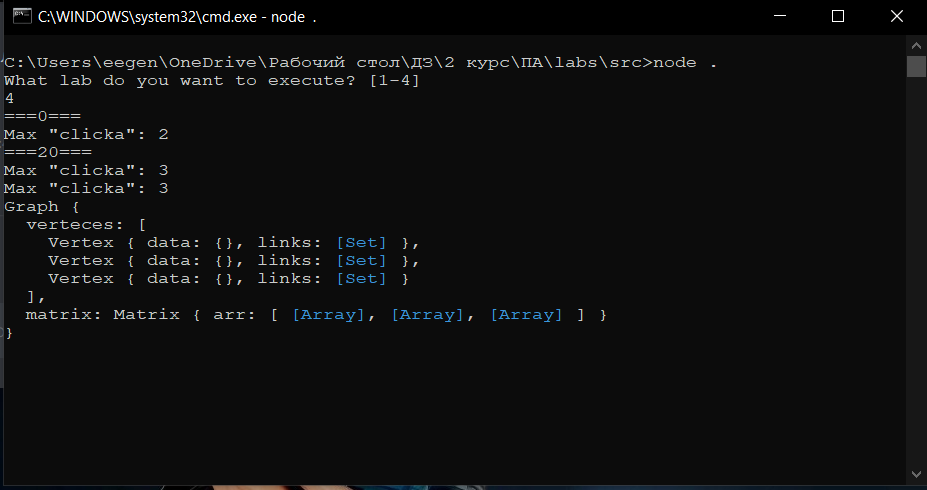 C:\WINDOWS\system32\cmd.exe - node .
C:\Users\eegen\OneDrive\Рабочий стол\ДЗ\2 курс\ПА\labs\src>node .
What lab do you want to execute? [1-4]
4
===0===
Max "clicka": 2
===20===
Max "clicka": 3
Max "clicka": 3
Graph {
  verteces: [
    Vertex { data: {}, links: [Set] },
    Vertex { data: {}, links: [Set] },
    Vertex { data: {}, links: [Set] }
  ],
  matrix: Matrix { arr: [ [Array], [Array], [Array] ] }
}